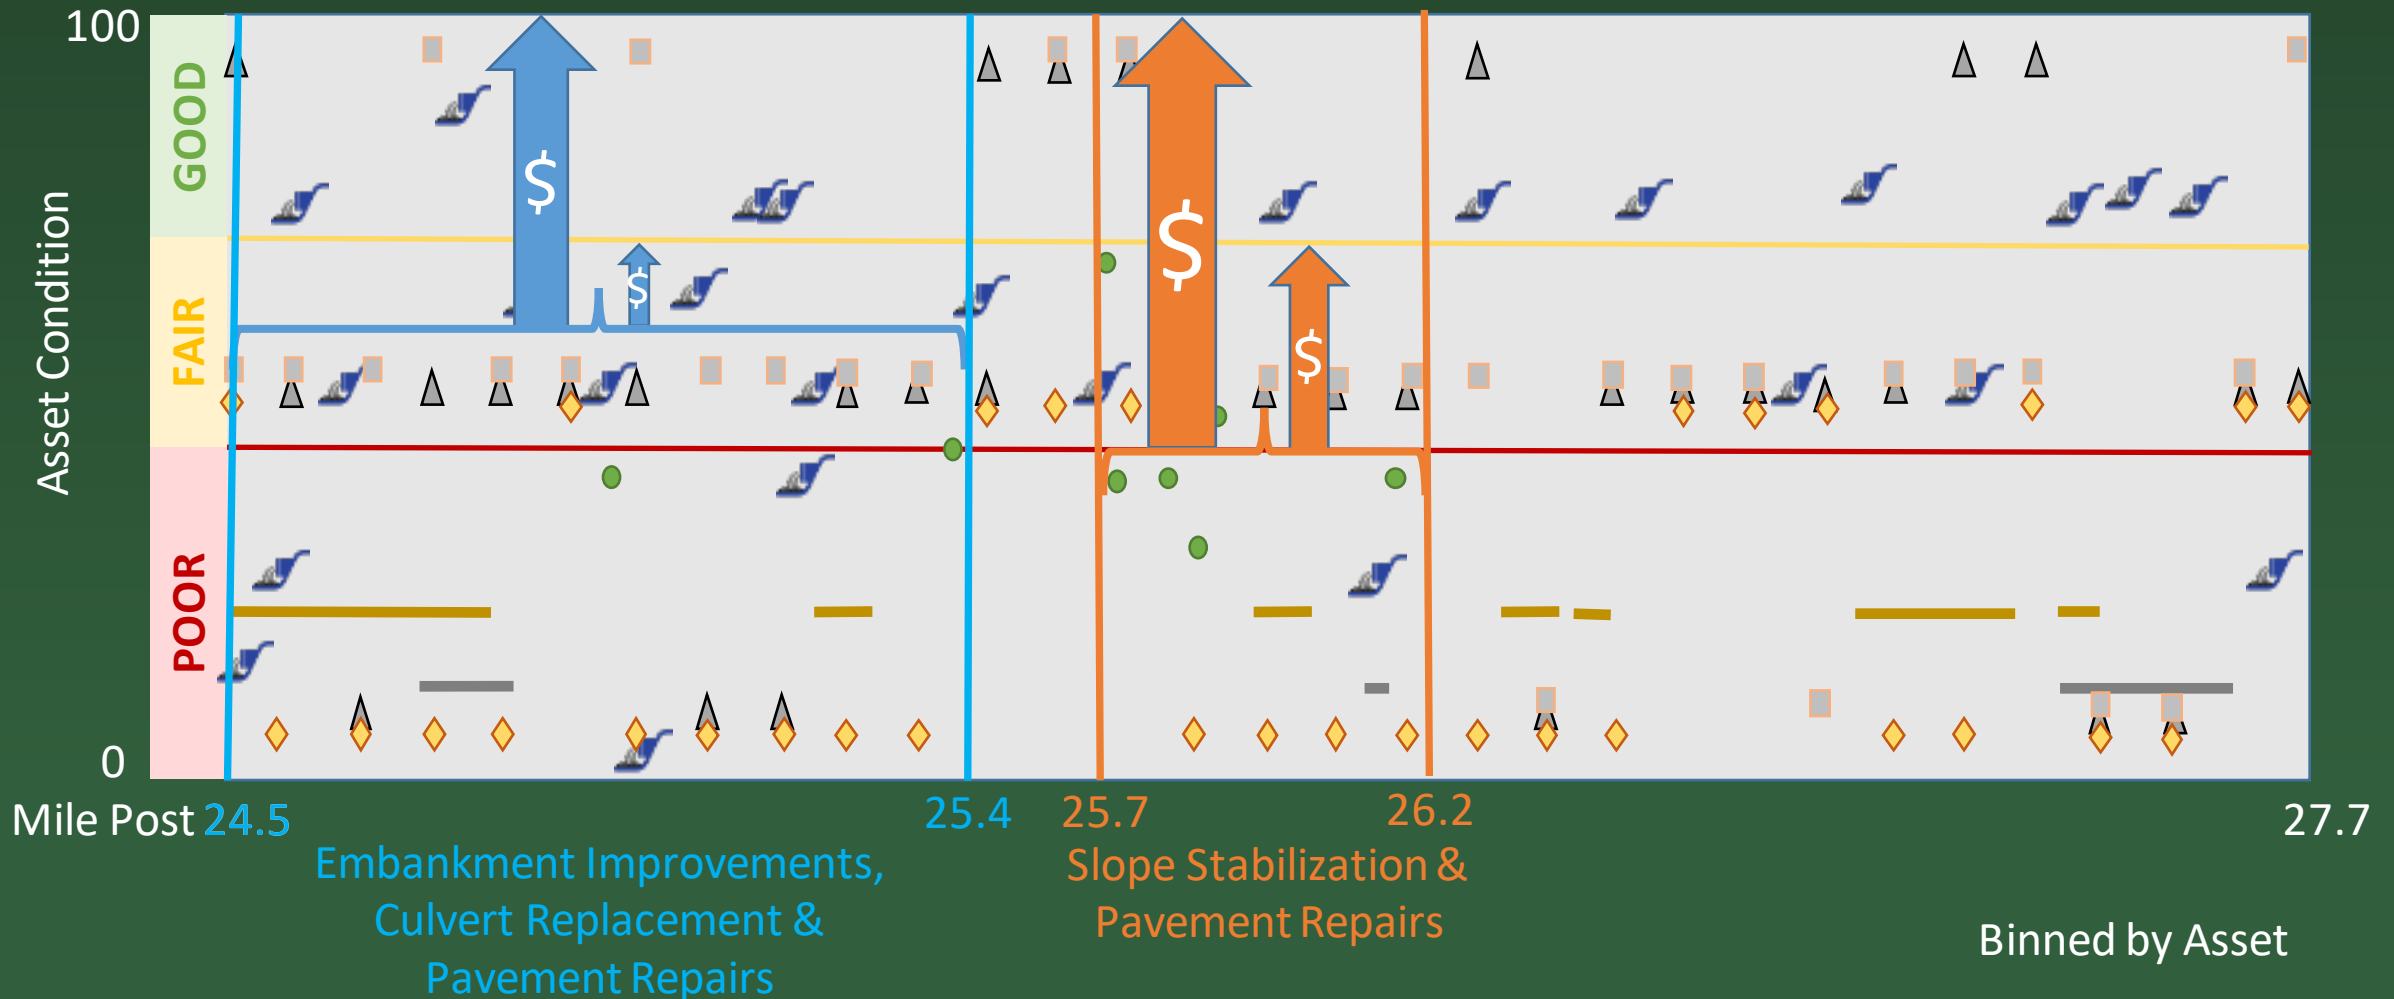 100
GOOD
FAIR
POOR
Asset Condition
0
$
$
$
$
Mile Post 24.5
25.4
25.7
26.2
27.7
Embankment Improvements,
Culvert Replacement &
Pavement Repairs
Slope Stabilization &
Pavement Repairs
Binned by Asset